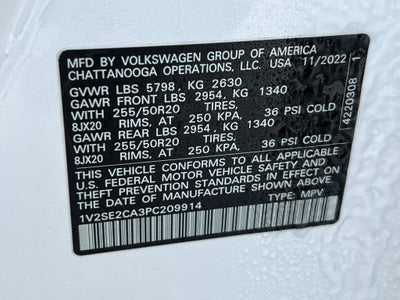 MFD BY VOLKSWAGEN GROUP OF AMERICA
CHATTANOOGA OPERATIONS, LLC. USA 11/2022
GVWR LBS 5798, KG 2630
GAWR FRONT LBS 2954, KG 1340
WITH 255/50R20 TIRES,
8JX20 RIMS, AT 250 KPA, 36 PSI COLD
GAWR REAR LBS 2954, KG 1340
WITH 255/50R20 TIRES,
8JX20 RIMS, AT 250 KPA, 36 PSI COLD
THIS VEHICLE CONFORMS TO ALL APPLICABLE
U.S. FEDERAL MOTOR VEHICLE SAFETY
STANDARDS IN EFFECT ON
THE DATE OF MANUFACTURE SHOWN ABOVE.
1V2SE2CA3PC209914 TYPE: MPV
4220308 1